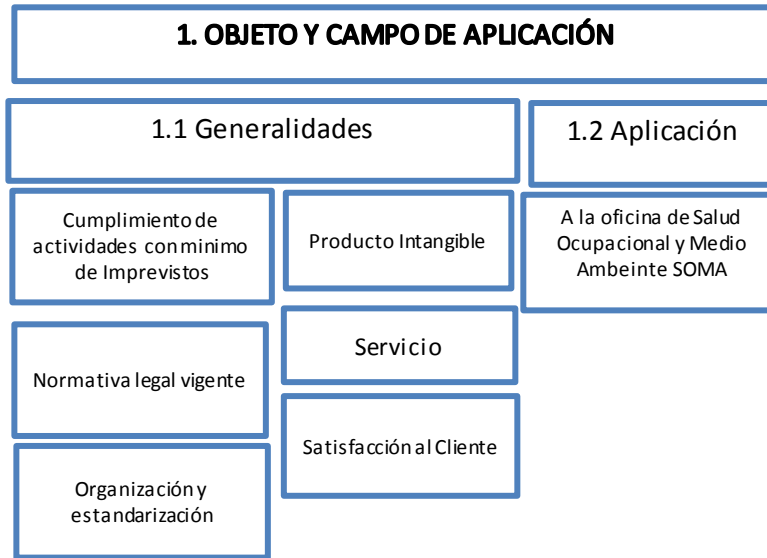 1. OBJETO Y CAMPO DE APLICACIÓN
1.1 Generalidades
1.2 Aplicación
Cumplimiento de
actividades con minimo
de Imprevistos
Producto Intangible
A la oficina de Salud
Ocupacional y Medio
Ambeinte SOMA
Normativa legal vigente
Servicio
Satisfacción al Cliente
Organización y
estandarización